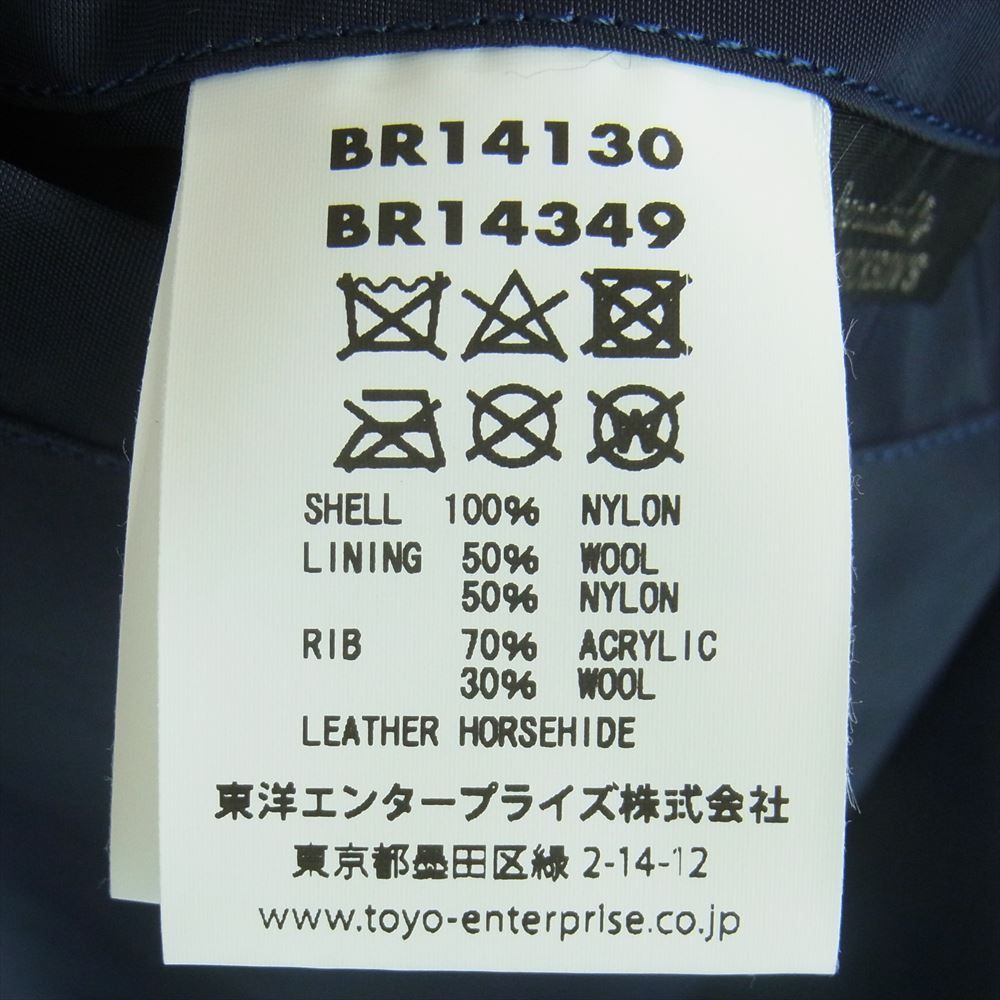 BR14130
BR14349
W
SHELL 100% NYLON
LINING 50% WOOL
50% NYLON
RIB 70% ACRYLIC
30% WOOL
LEATHER HORSEHIDE
東洋エンタープライズ株式会社
東京都墨田区緑 2-14-12
www.toyo-enterprise.co.jp